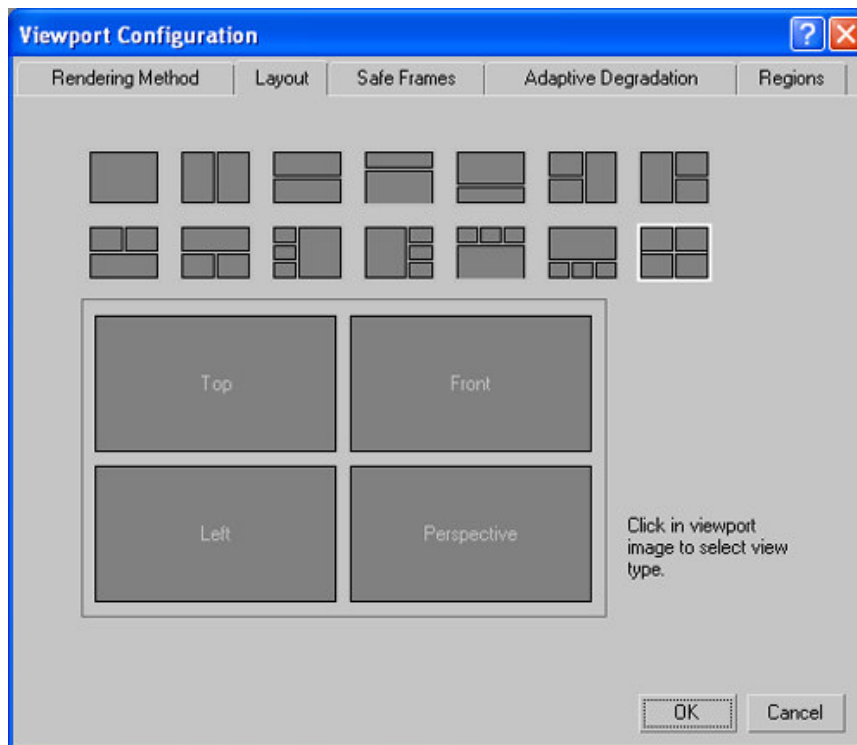 Viewport Configuration
Rendering Method Layout Safe Frames Adaptive Degradation Regions
Top Front
Left Perspective
Click in viewport
image to select view
type.
OK Cancel